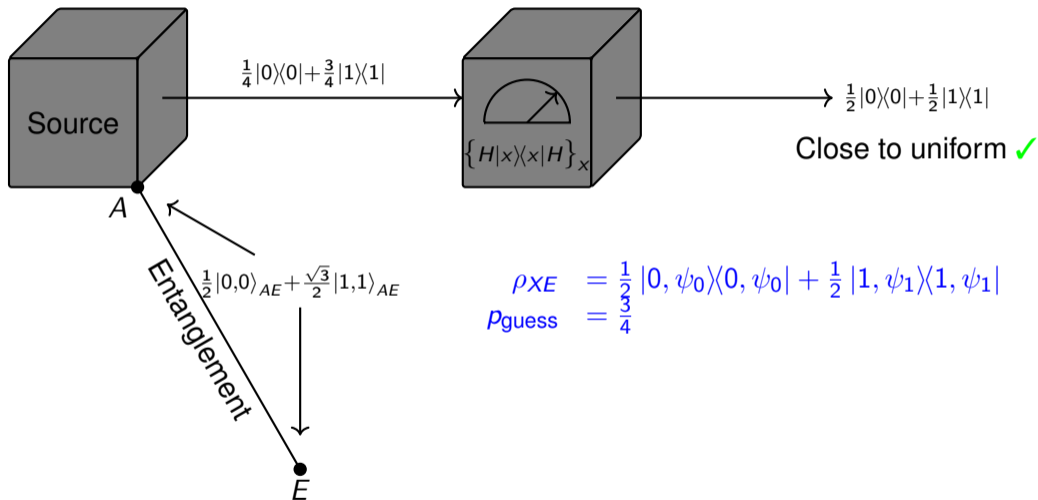 Source
1/4|0⟩⟨0|+3/4|1⟩⟨1|
{H|x⟩⟨x|H}ₓ
1/2|0⟩⟨0|+1/2|1⟩⟨1|
Close to uniform ✓
A
Entanglement
1/2|0,0⟩_AE+√3/2|1,1⟩_AE
ρ_XE = 1/2 |0, ψ₀⟩⟨0, ψ₀| + 1/2 |1, ψ₁⟩⟨1, ψ₁|
p_guess = 3/4
E